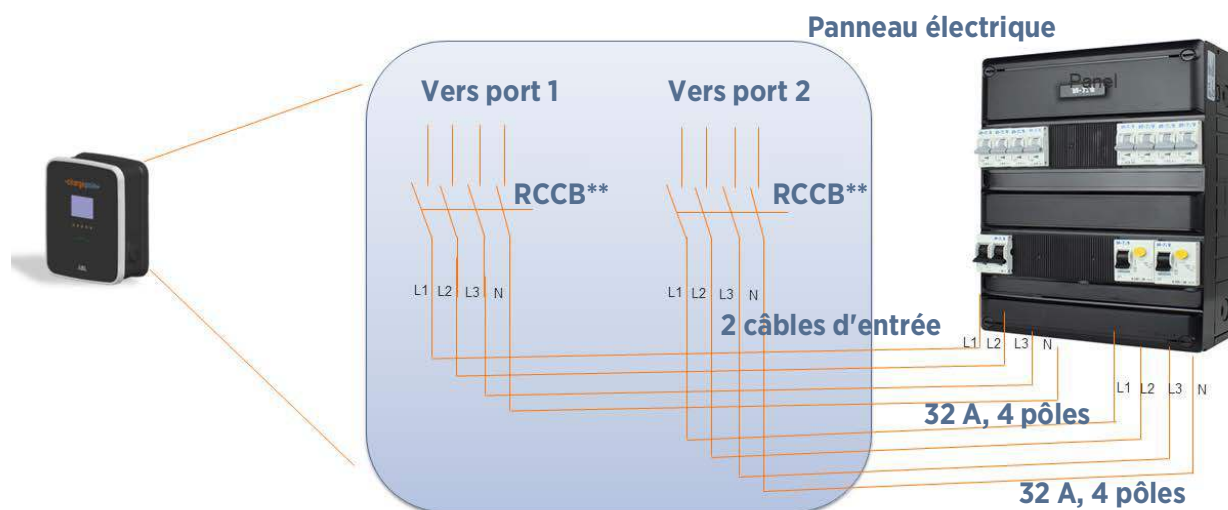 Panneau électrique
Panel
Vers port 1
Vers port 2
RCCB**
RCCB**
L1 L2 L3 N
L1 L2 L3 N
2 câbles d'entrée
L1 L2 L3 N
L1 L2 L3 N
32 A, 4 pôles
32 A, 4 pôles